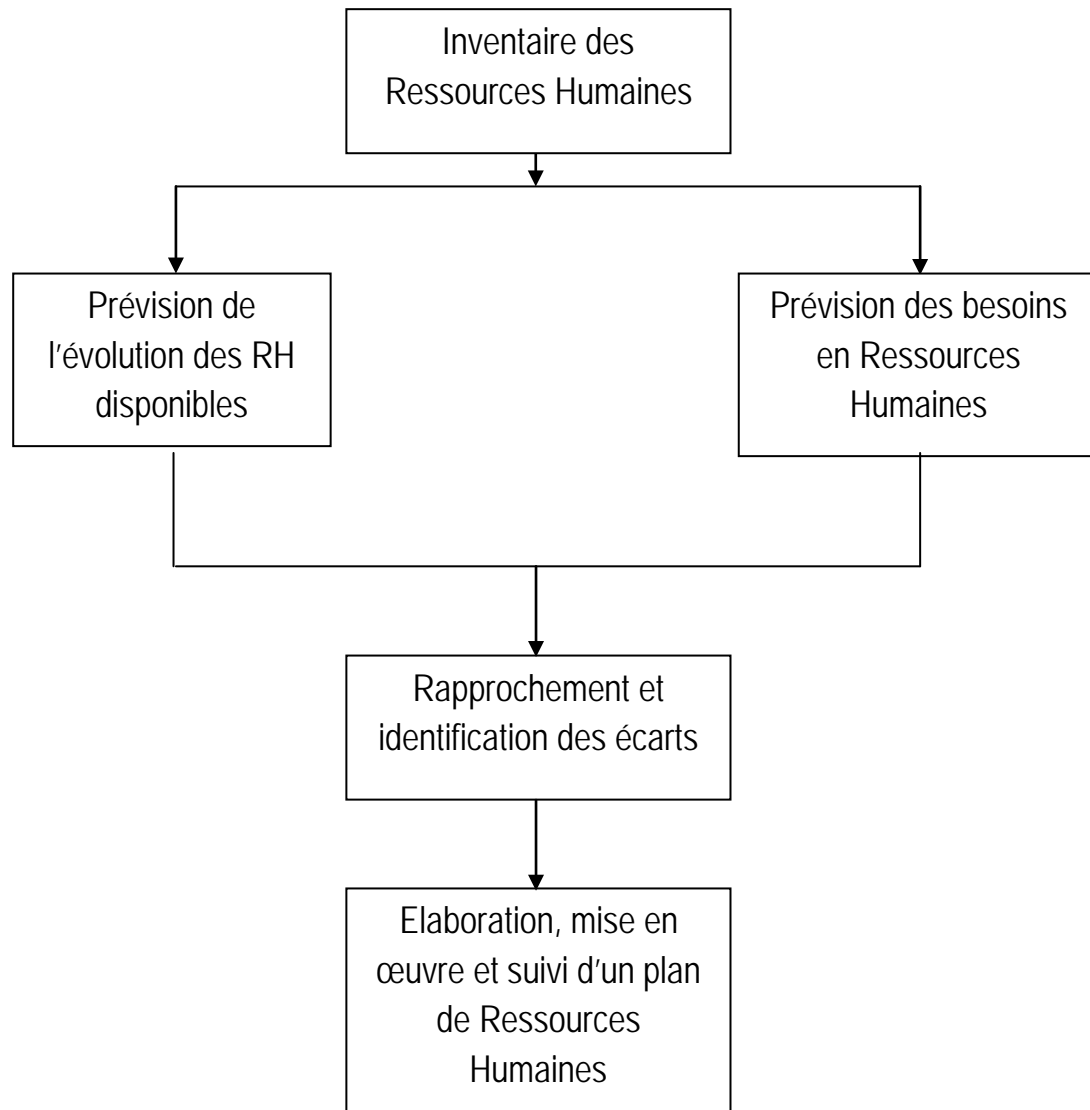 Inventaire des
Ressources Humaines
Prévision de
l'évolution des RH
disponibles
Prévision des besoins
en Ressources
Humaines
Rapprochement et
identification des écarts
Elaboration, mise en
œuvre et suivi d'un plan
de Ressources
Humaines